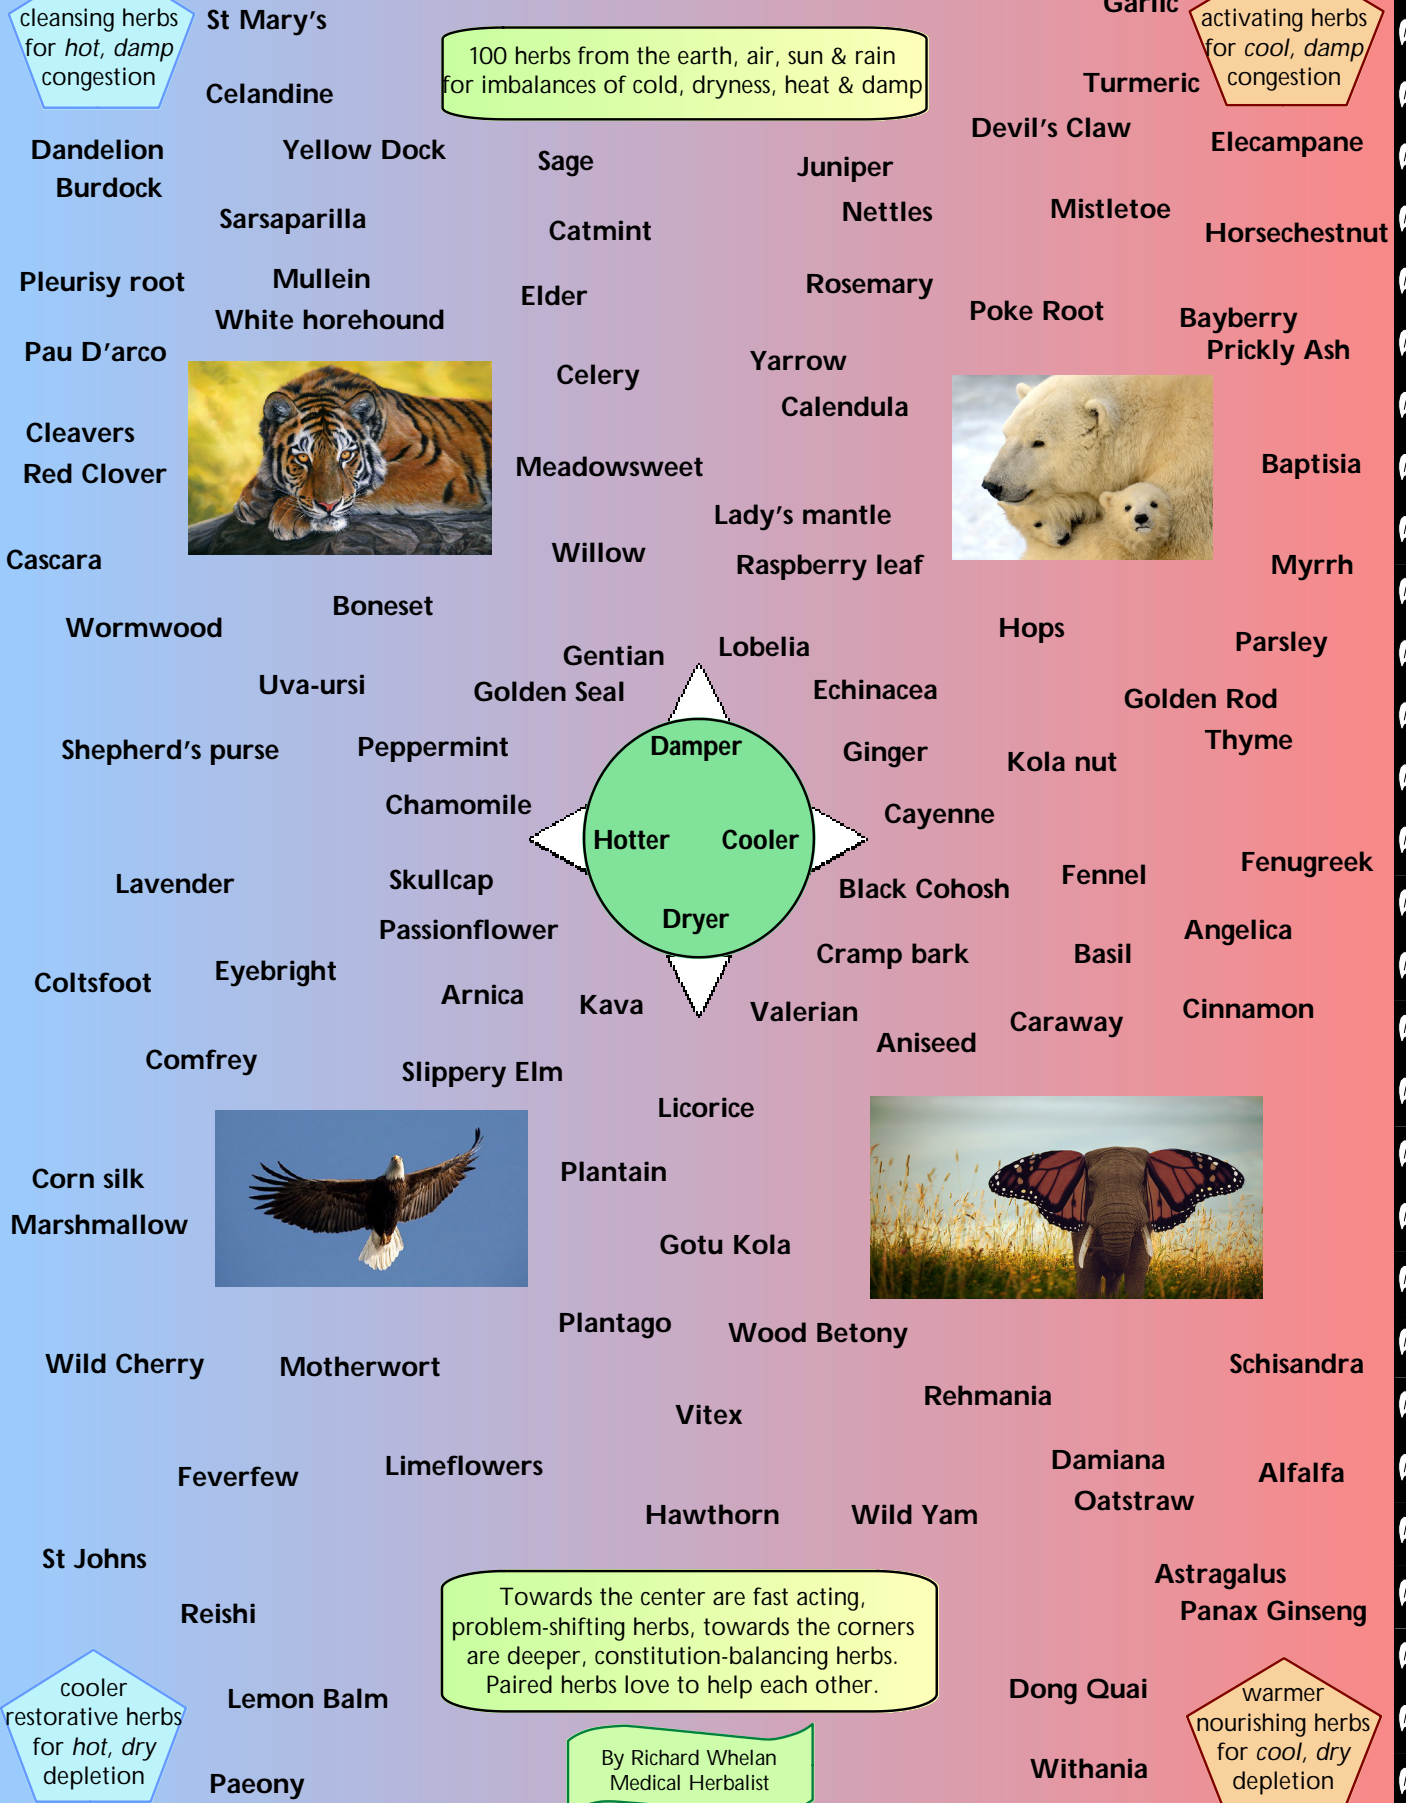 cleansing herbs
for hot, damp
congestion
St Mary's
100 herbs from the earth, air, sun & rain
for imbalances of cold, dryness, heat & damp
Garlic
activating herbs
for cool, damp
congestion
Celandine
Turmeric
Devil's Claw
Elecampane
Dandelion
Burdock
Yellow Dock
Sage
Juniper
Nettles
Mistletoe
Horsechestnut
Sarsaparilla
Catmint
Pleurisy root
Mullein
White horehound
Elder
Rosemary
Poke Root
Bayberry
Prickly Ash
Pau D'arco
Celery
Yarrow
Calendula
Cleavers
Red Clover
Meadowsweet
Baptisia
Lady's mantle
Raspberry leaf
Willow
Cascara
Myrrh
Boneset
Wormwood
Hops
Parsley
Gentian
Golden Seal
Lobelia
Echinacea
Uva-ursi
Golden Rod
Thyme
Shepherd's purse
Peppermint
Damper
Ginger
Kola nut
Chamomile
Cayenne
Hotter
Cooler
Lavender
Skullcap
Black Cohosh
Fennel
Fenugreek
Dryer
Passionflower
Cramp bark
Basil
Angelica
Coltsfoot
Eyebright
Arnica
Kava
Valerian
Aniseed
Caraway
Cinnamon
Comfrey
Slippery Elm
Licorice
Corn silk
Marshmallow
Plantain
Gotu Kola
Plantago
Wood Betony
Wild Cherry
Motherwort
Schisandra
Rehmania
Vitex
Feverfew
Limeflowers
Damiana
Oatstraw
Alfalfa
Hawthorn
Wild Yam
St Johns
Reishi
Astragalus
Panax Ginseng
Towards the center are fast acting,
problem-shifting herbs, towards the corners
are deeper, constitution-balancing herbs.
Paired herbs love to help each other.
cooler
restorative herbs
for hot, dry
depletion
Lemon Balm
Paeony
Dong Quai
Withania
warmer
nourishing herbs
for cool, dry
depletion
By Richard Whelan
Medical Herbalist